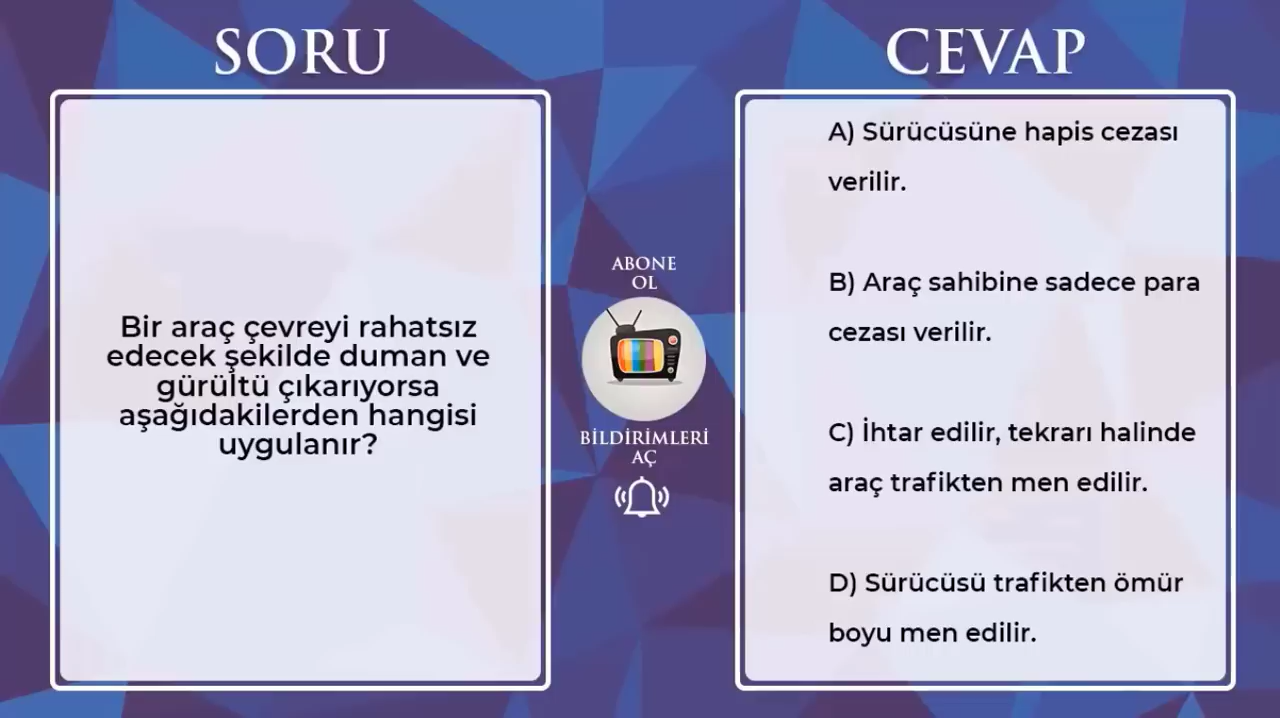 SORU
Bir araç çevreyi rahatsız
edecek şekilde duman ve
gürültü çıkarıyorsa
aşağıdakilerden hangisi
uygulanır?
ABONE
OL
BİLDİRİMLERİ
AÇ
CEVAP
A) Sürücüsüne hapis cezası
verilir.
B) Araç sahibine sadece para
cezası verilir.
C) İhtar edilir, tekrarı halinde
araç trafikten men edilir.
D) Sürücüsü trafikten ömür
boyu men edilir.